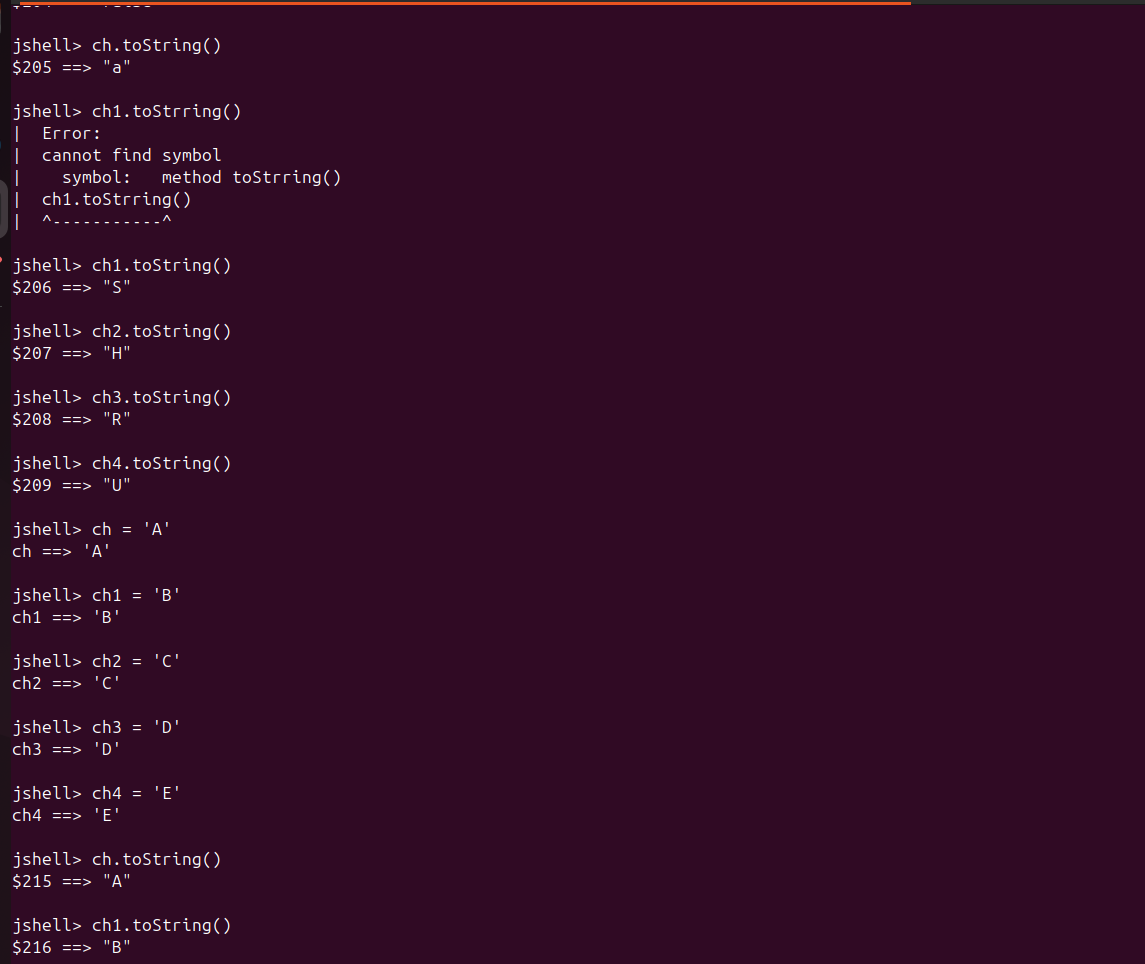 jshell> ch.toString()
$205 ==> "a"
jshell> ch1.toStrring()
|  Error:
|  cannot find symbol
|    symbol:   method toStrring()
|  ch1.toStrring()
|  ^-----------^
jshell> ch1.toString()
$206 ==> "S"
jshell> ch2.toString()
$207 ==> "H"
jshell> ch3.toString()
$208 ==> "R"
jshell> ch4.toString()
$209 ==> "U"
jshell> ch = 'A'
ch ==> 'A'
jshell> ch1 = 'B'
ch1 ==> 'B'
jshell> ch2 = 'C'
ch2 ==> 'C'
jshell> ch3 = 'D'
ch3 ==> 'D'
jshell> ch4 = 'E'
ch4 ==> 'E'
jshell> ch.toString()
$215 ==> "A"
jshell> ch1.toString()
$216 ==> "B"